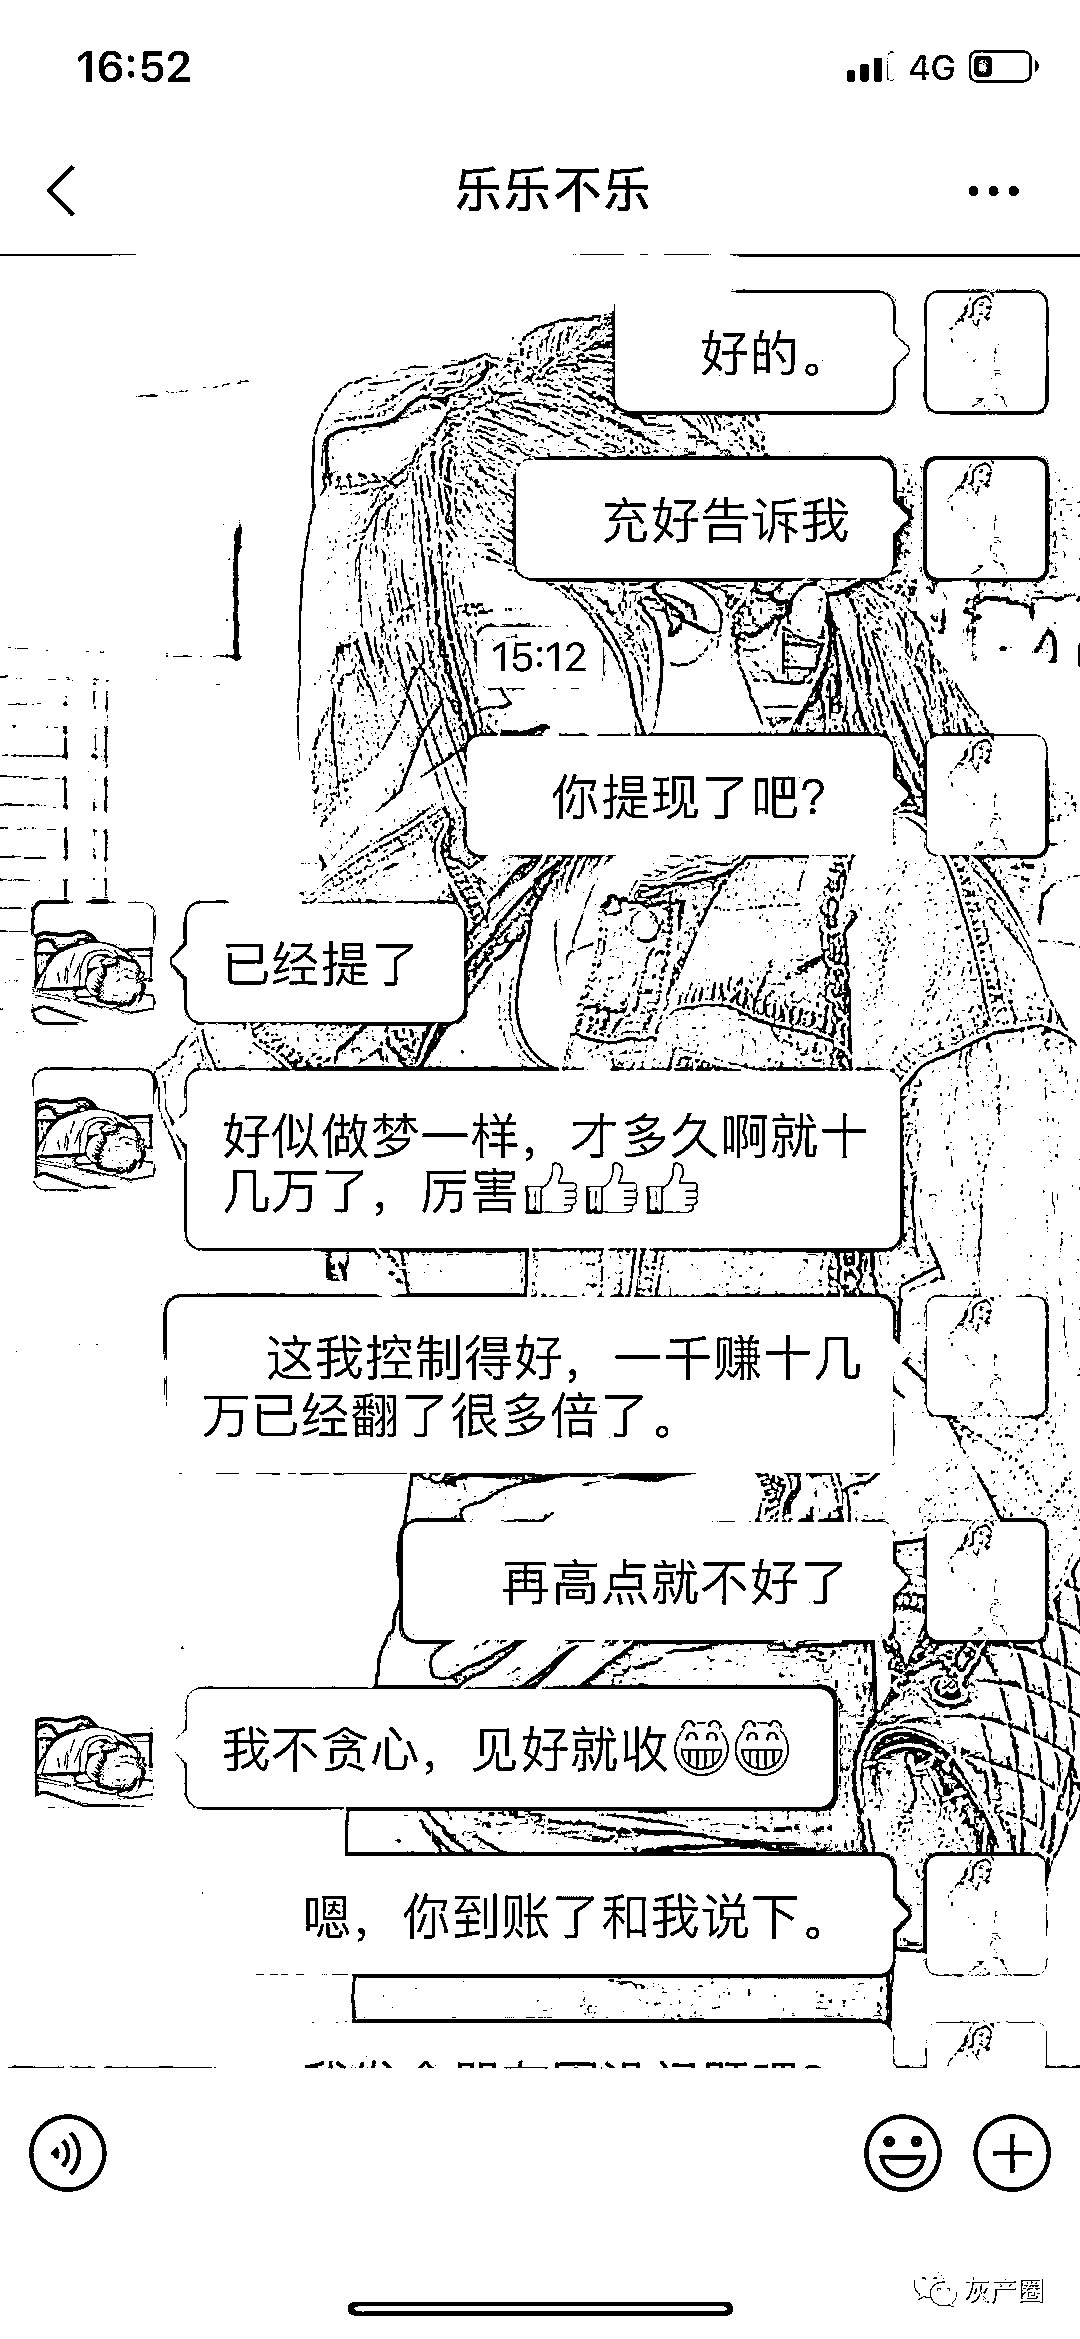 16:52
4G
乐乐不乐
好的。
充好告诉我
15:12
你提现了吧?
已经提了
好似做梦一样，才多久啊就十
几万了，厉害👍👍👍
这我控制得好，一千赚十几
万已经翻了很多倍了。
再高点就不好了
我不贪心，见好就收😁😁
嗯，你到账了和我说下。
灰产圈